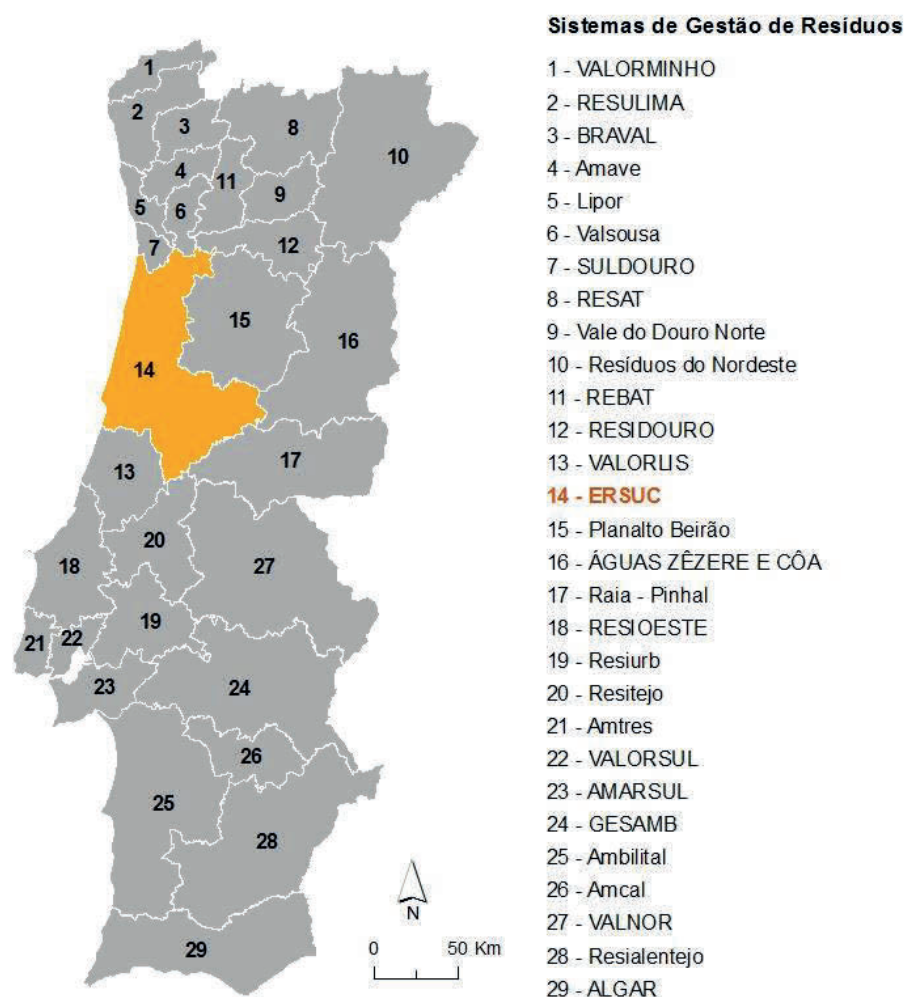 Sistemas de Gestão de Resíduos
1 - VALORMINHO
2 - RESULIMA
3 - BRAVAL
4 - Amave
5 - Lipor
6 - Valsousa
7 - SULDOURO
8 - RESAT
9 - Vale do Douro Norte
10 - Resíduos do Nordeste
11 - REBAT
12 - RESIDOURO
13 - VALORLIS
14 - ERSUC
15 - Planalto Beirão
16 - ÁGUAS ZÊZERE E CÔA
17 - Raia - Pinhal
18 - RESIOESTE
19 - Resiurb
20 - Resitejo
21 - Amtres
22 - VALORSUL
23 - AMARSUL
24 - GESAMB
25 - Ambilital
26 - Amcal
27 - VALNOR
28 - Resialentejo
29 - ALGAR
1
2
3
8
10
4
11
9
5
6
7
12
15
16
14
13
17
20
18
27
19
21
22
23
24
26
25
28
29
N
0 50 Km